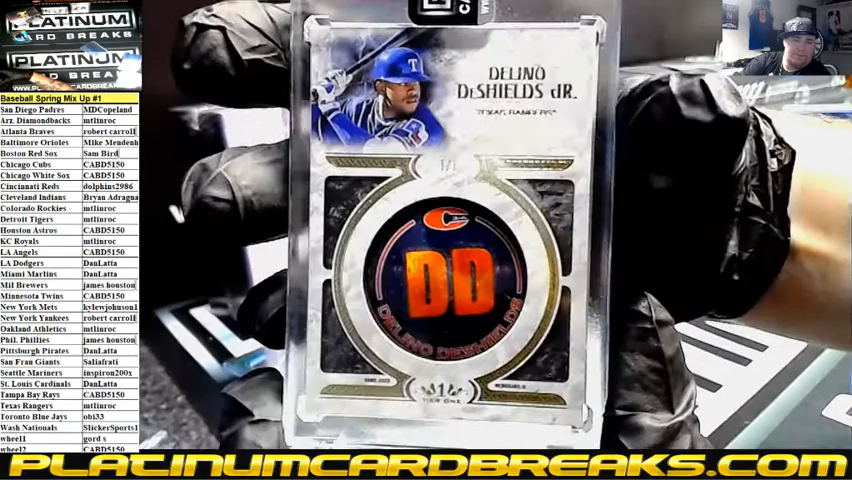 PLATINUM
CARD BREAKS
PLATINUM
CARD BREAKS
Baseball Spring Mix Up #1
San Diego Padres MDCopeland
Arz. Diamondbacks mtlinroc
Atlanta Braves robert carroll
Baltimore Orioles Mike Mendenh
Boston Red Sox Sam Bird
Chicago Cubs CABD5150
Chicago White Sox CABD5150
Cincinnati Reds dolphins2986
Cleveland Indians Bryan Adragna
Colorado Rockies mtlinroc
Detroit Tigers mtlinroc
Houston Astros CABD5150
KC Royals mtlinroc
LA Angels CABD5150
LA Dodgers DanLatta
Miami Marlins DanLatta
Mil Brewers james houston
Minnesota Twins CABD5150
New York Mets kylewjohnson1
New York Yankees robert carroll
Oakland Athletics mtlinroc
Phil. Phillies james houston
Pittsburgh Pirates DanLatta
San Fran Giants Saliafrati
Seattle Mariners inspiron200x
St. Louis Cardinals DanLatta
Tampa Bay Rays CABD5150
Texas Rangers mtlinroc
Toronto Blue Jays obi33
Wash Nationals SlickerSports1
wheel1 gord s
wheel2 CABD5150
DELINO
DESHIELDS JR.
TEXAS RANGERS
1/1
C
DD
DELINO DESHIELDS
GAME-USED
MEMORABILIA
TIER ONE
PLATINUMCARDBREAKS.COM